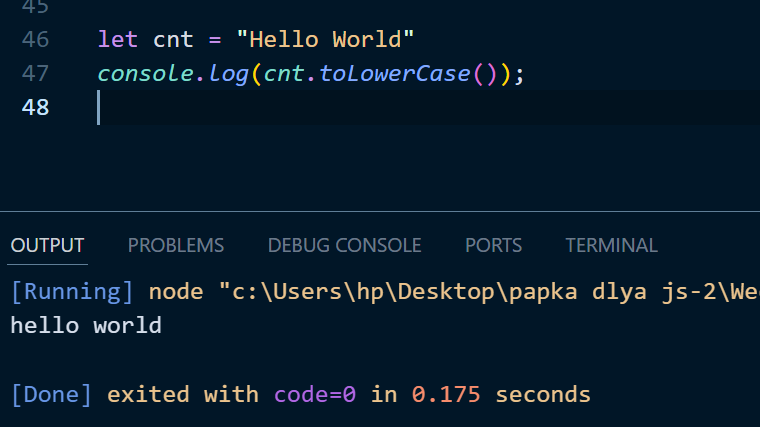 45
46 let cnt = "Hello World"
47 console.log(cnt.toLowerCase());
48
OUTPUT PROBLEMS DEBUG CONSOLE PORTS TERMINAL
[Running] node "c:\Users\hp\Desktop\papka dlya js-2\We
hello world
[Done] exited with code=0 in 0.175 seconds